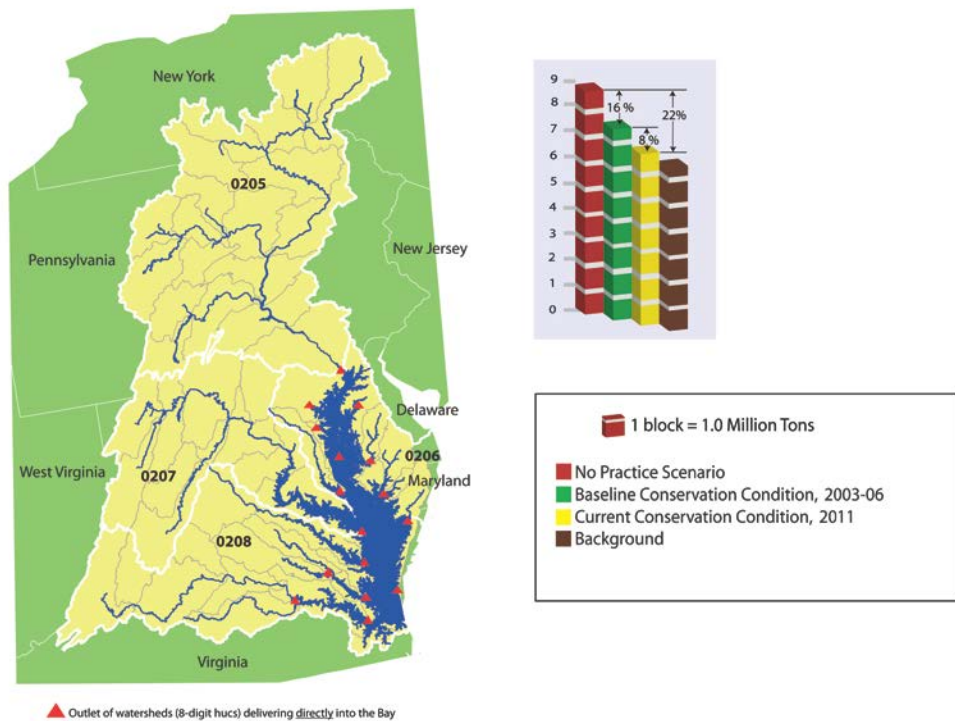 New York
0205
Pennsylvania
New Jersey
Delaware
0206
Maryland
West Virginia
0207
0208
Virginia
Outlet of watersheds (8-digit hucs) delivering directly into the Bay
9
8
7
6
5
4
3
2
1
0
16 %
8 %
22%
1 block = 1.0 Million Tons
No Practice Scenario
Baseline Conservation Condition, 2003-06
Current Conservation Condition, 2011
Background